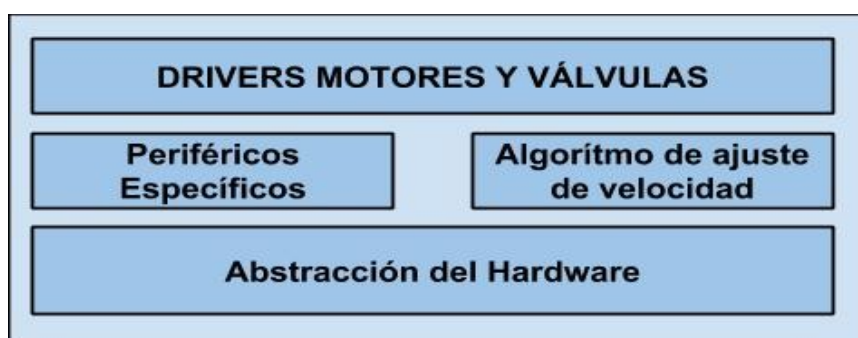 DRIVERS MOTORES Y VÁLVULAS
Periféricos
Específicos
Algorítmo de ajuste
de velocidad
Abstracción del Hardware